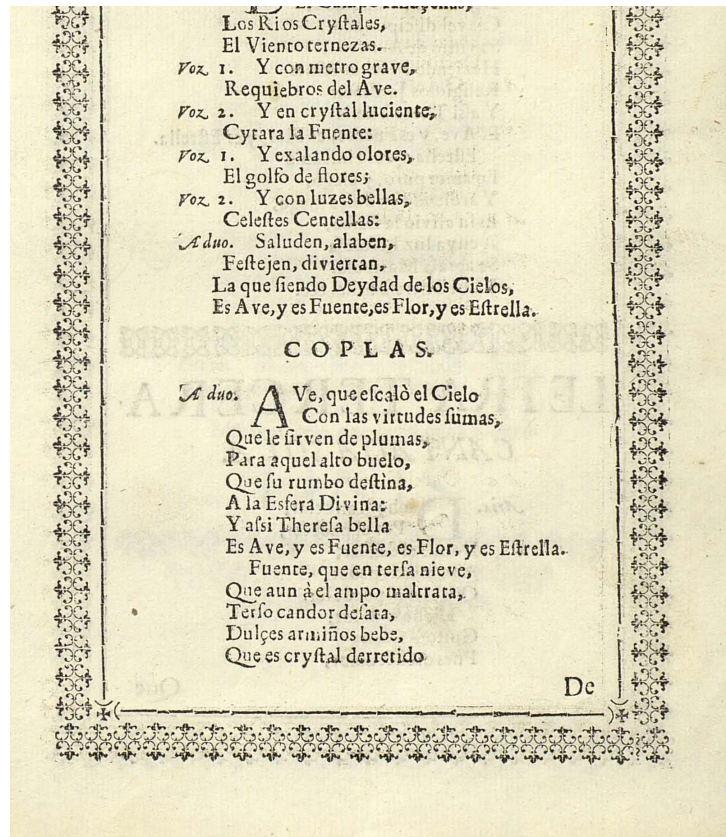 Los Rios Cryſtales,
El Viento ternezas.
Voz 1. Y con metro grave,
Requiebros del Ave.
Voz 2. Y en cryſtal luciente,
Cytara la Fuente:
Voz 1. Y exalando olores,
El golfo de flores;
Voz 2. Y con luzes bellas,
Celeſtes Centellas:
A duo. Saluden, alaben,
Feſtejen, diviertan,
La que ſiendo Deydad de los Cielos,
Es Ave, y es Fuente, es Flor, y es Eſtrella.
COPLAS.
A duo. AVe, que eſcalò el Cielo
Con las virtudes ſumas,
Que le ſirven de plumas,
Para aquel alto buelo,
Que ſu rumbo deſtina,
A la Esfera Divina:
Y aſsi Thereſa bella
Es Ave, y es Fuente, es Flor, y es Eſtrella.
Fuente, que en terſa nieve,
Que aun à el ampo maltrata,
Terſo candor deſata,
Dulçes armiños bebe,
Que es cryſtal derretido
De